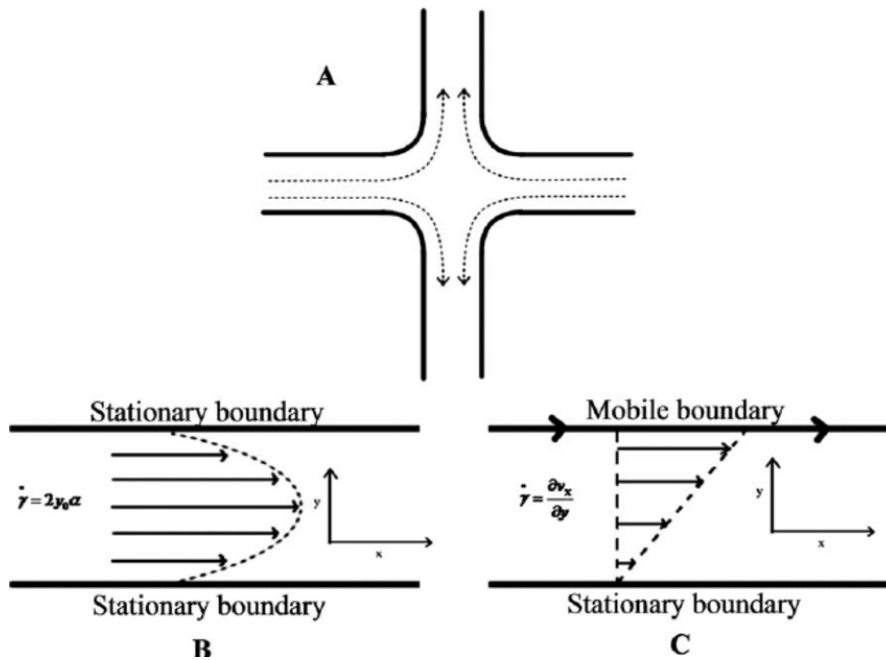 A
Stationary boundary
γ̇ = 2y₀α
y
x
Stationary boundary
B
Mobile boundary
γ̇ = ∂vₓ/∂y
y
x
Stationary boundary
C